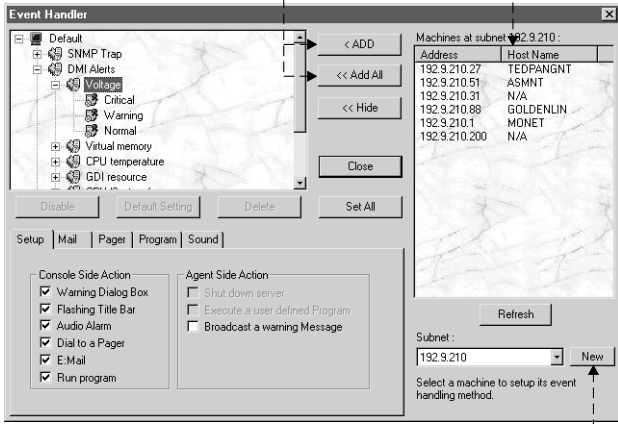 Event Handler
Default
SNMP Trap
DMI Alerts
Voltage
Critical
Warning
Normal
Virtual memory
CPU temperature
GDI resource
< ADD
<< Add All
<< Hide
Close
Disable
Default Setting
Delete
Set All
Machines at subnet 192.9.210 :
Address Host Name
192.9.210.27 TEDPANGNT
192.9.210.51 ASMNT
192.9.210.31 N/A
192.9.210.88 GOLDENLIN
192.9.210.1 MONET
192.9.210.200 N/A
Setup Mail Pager Program Sound
Console Side Action
Warning Dialog Box
Flashing Title Bar
Audio Alarm
Dial to a Pager
E:Mail
Run program
Agent Side Action
Shut down server
Execute a user defined Program
Broadcast a warning Message
Refresh
Subnet :
192.9.210
New
Select a machine to setup its event
handling method.